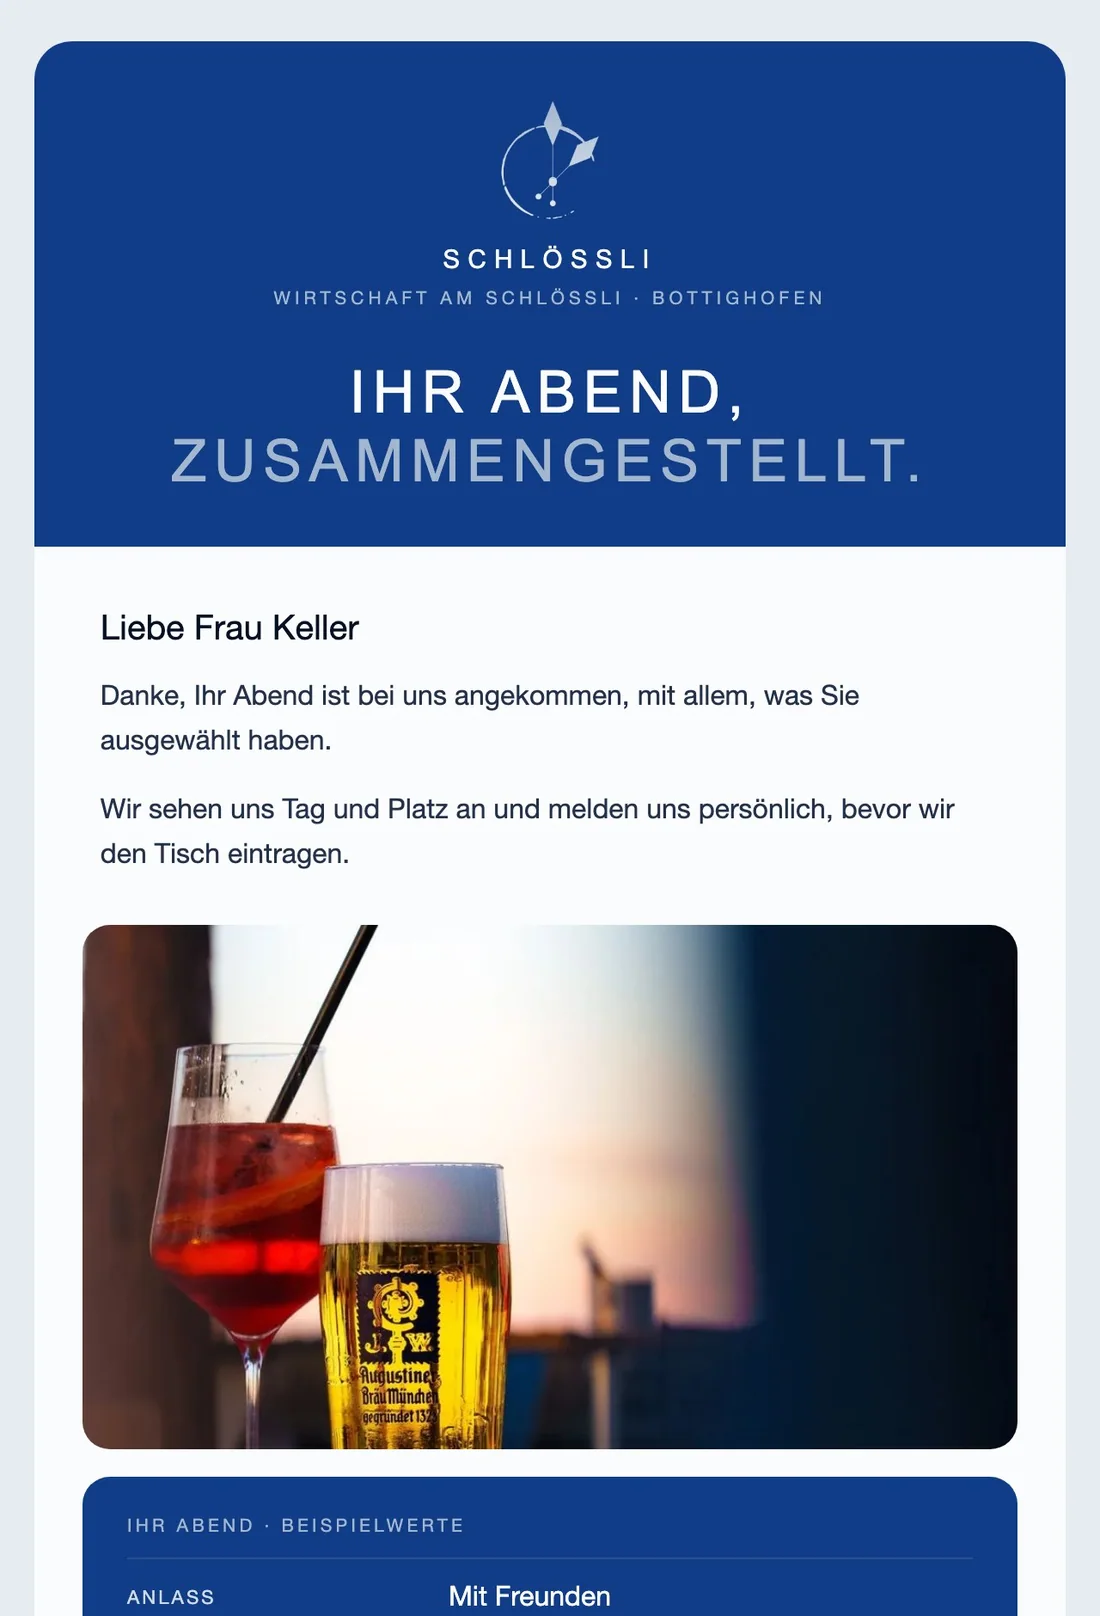 SCHLÖSSLI
WIRTSCHAFT AM SCHLÖSSLI · BOTTIGHOFEN
IHR ABEND,
ZUSAMMENGESTELLT.
Liebe Frau Keller
Danke, Ihr Abend ist bei uns angekommen, mit allem, was Sie
ausgewählt haben.
Wir sehen uns Tag und Platz an und melden uns persönlich, bevor wir
den Tisch eintragen.
J. W.
Augustiner
Bräu München
gegründet 1328
IHR ABEND · BEISPIELWERTE
ANLASS Mit Freunden